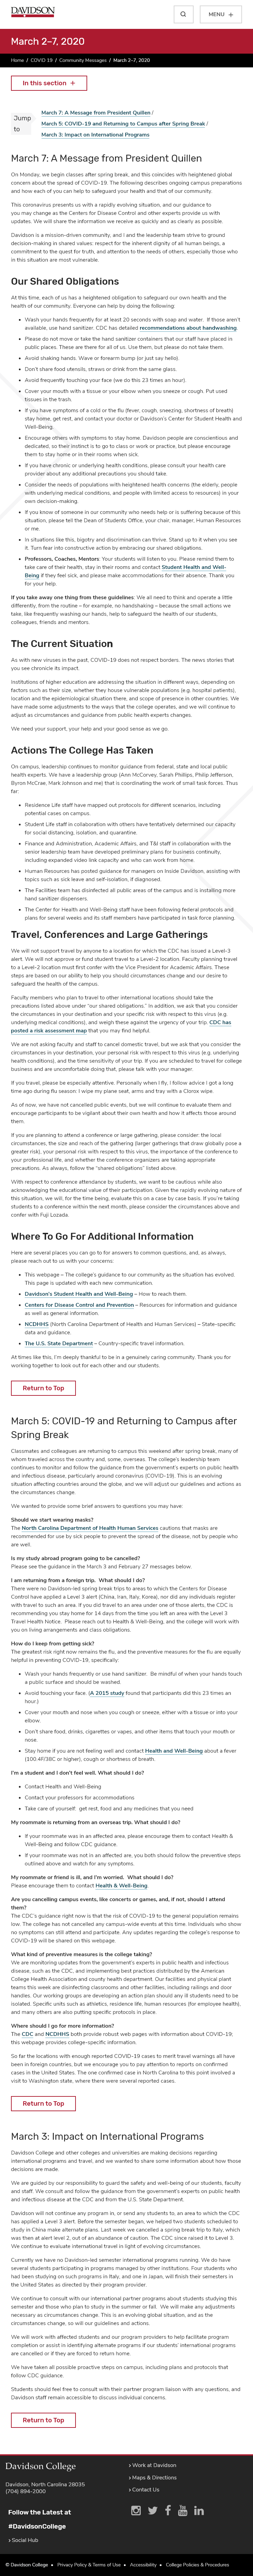 DAVIDSON
MENU +
March 2–7, 2020
Home / COVID 19 / Community Messages / March 2–7, 2020
In this section +
Jump
to
March 7: A Message from President Quillen /
March 5: COVID-19 and Returning to Campus after Spring Break /
March 3: Impact on International Programs
March 7: A Message from President Quillen
On Monday, we begin classes after spring break, and this coincides with heightened global
concern about the spread of COVID-19. The following describes ongoing campus preparations
and how each of you can help to safeguard health on our campus.
This coronavirus presents us with a rapidly evolving situation, and our guidance to
you may change as the Centers for Disease Control and other experts provide us with
information. We will share the information we receive as quickly and as clearly as possible.
Davidson is a mission-driven community, and I and the leadership team strive to ground
decision-making in shared values: respect for the inherent dignity of all human beings, a
commitment to the quest for truth, and attention to the needs of others, especially those who
in this situation are most vulnerable.
Our Shared Obligations
At this time, each of us has a heightened obligation to safeguard our own health and the
health of our community. Everyone can help by doing the following:
• Wash your hands frequently for at least 20 seconds with soap and water. If those aren't
available, use hand sanitizer. CDC has detailed recommendations about handwashing.
• Please do not move or take the hand sanitizer containers that our staff have placed in
public places. These are there for all of us. Use them, but please do not take them.
• Avoid shaking hands. Wave or forearm bump (or just say hello).
• Don't share food utensils, straws or drink from the same glass.
• Avoid frequently touching your face (we do this 23 times an hour).
• Cover your mouth with a tissue or your elbow when you sneeze or cough. Put used
tissues in the trash.
• If you have symptoms of a cold or the flu (fever, cough, sneezing, shortness of breath)
stay home, get rest, and contact your doctor or Davidson's Center for Student Health and
Well-Being.
• Encourage others with symptoms to stay home. Davidson people are conscientious and
dedicated, so their instinct is to go to class or work or practice, but please encourage
them to stay home or in their rooms when sick.
• If you have chronic or underlying health conditions, please consult your health care
provider about any additional precautions you should take.
• Consider the needs of populations with heightened health concerns (the elderly, people
with underlying medical conditions, and people with limited access to resources) in your
own decision-making.
• If you know someone in our community who needs help or is suffering because of this
situation, please tell the Dean of Students Office, your chair, manager, Human Resources
or me.
• In situations like this, bigotry and discrimination can thrive. Stand up to it when you see
it. Turn fear into constructive action by embracing our shared obligations.
• Professors, Coaches, Mentors: Your students will listen to you. Please remind them to
take care of their health, stay in their rooms and contact Student Health and Well-
Being if they feel sick, and please make accommodations for their absence. Thank you
for your help.
If you take away one thing from these guidelines: We all need to think and operate a little
differently, from the routine – for example, no handshaking – because the small actions we
take, like frequently washing our hands, help to safeguard the health of our students,
colleagues, friends and mentors.
The Current Situation
As with new viruses in the past, COVID-19 does not respect borders. The news stories that
you see chronicle its impact.
Institutions of higher education are addressing the situation in different ways, depending on
factors such as their size, whether they house vulnerable populations (e.g. hospital patients),
location and more. Our leadership team is addressing the situation in ways appropriate to
our size, location and values, and to the ways that the college operates, and we will continue to
adjust as circumstances evolve.
We need your support, your help and your good sense as we go.
Actions The College Has Taken
On campus, leadership continues to monitor guidance from federal, state and local public
health experts. We have a leadership group (Ann McCorvey, Sarah Phillips, Philip Jefferson,
Byron McCrae, Mark Johnson and me) that is coordinating the work of small task forces. Thus
far:
• Residence Life staff have mapped out protocols for different scenarios, including
potential cases on campus.
• Student Life staff in collaboration with others have tentatively determined our capacity
for social distancing, isolation, and quarantine.
• Finance and Administration, Academic Affairs, and T&I staff in collaboration with the
senior leadership team have developed preliminary plans for business continuity,
including expanded video link capacity and work from home.
• Human Resources has posted guidance for managers on Inside Davidson, assisting with
topics such as sick leave and self-isolation, if diagnosed.
• The Facilities team has disinfected all public areas of the campus and is installing more
hand sanitizer dispensers.
• The Center for Health and Well-Being staff have been following federal protocols and
plans for several weeks and its staff members have participated in task force planning.
Travel, Conferences and Large Gatherings
We will not support travel by anyone to a location for which the CDC has issued a Level-3
alert. We will not support travel by any student to a Level-2 location. Faculty planning travel
to a Level-2 location must first confer with the Vice President for Academic Affairs. These
steps are in place as of now but we may update as conditions should circumstances change and our desire is to
safeguard the health of the campus.
Faculty members who plan to travel to other international locations should take the
precautions listed above under "our shared obligations." In addition, we ask that you consider
the circumstances in your destination region and your specific risk with respect to this virus (e.g.
underlying medical conditions), and weigh these against the urgency of your trip. CDC has
posted a risk assessment map that you may find helpful.
We are not asking faculty and staff to cancel domestic travel, but we do ask that you consider
circumstances in your destination, your personal risk with respect to this virus (e.g. underlying
health conditions), and the time sensitivity of your trip. If you are scheduled to travel for the
college and are uncomfortable doing that, please talk with your manager.
If you travel, please be especially attentive. Personally when I fly, I follow advice I got a long
time ago during flu season: I wipe my plane seat, arms and tray with a Clorox wipe.
As of now, we have not cancelled public events, but we will continue to evaluate them and
encourage participants to be vigilant about their own health and how it affects those around
them.
If you are planning to attend a conference or large gathering, please consider: the local
circumstances, the size and reach of the gathering (larger gatherings that draw globally pose a
greater risk), your personal risk with respect to this virus, the importance of the conference to
your professional life, and whether the conference organizers are taking appropriate
precautions. As always, follow the "shared obligations" listed above.
With respect to conference attendance by students, we want to be cautious while also
acknowledging the educational value of their participation. Given the rapidly evolving nature of
this situation, we will, for the time being, evaluate this on a case by case basis. If you are taking
students to a conference within the next month, please consider the circumstances above and
confer with Fuji Lozada.
Where To Go For Additional Information
Here are several places you can go to for answers to common questions, and, as always,
please reach out to us with your concerns:
• This webpage – The college's guidance to our community as the situation has evolved.
This page is updated with each new communication.
• Davidson's Student Health and Well-Being – How to reach them.
• Centers for Disease Control and Prevention – Resources for information and guidance
as well as general information.
• NCDHHS (North Carolina Department of Health and Human Services) – State-specific
data and guidance.
• The U.S. State Department – Country-specific travel information.
At times like this, I'm deeply thankful to be in a genuinely caring community. Thank you for
working together to look out for each other and our students.
Return to Top
March 5: COVID-19 and Returning to Campus after
Spring Break
Classmates and colleagues are returning to campus this weekend after spring break, many of
whom traveled across the country and, some, overseas. The college's leadership team
continues to monitor and follow the guidance from the government's experts on public health
and infectious disease, particularly around coronavirus (COVID-19). This is an evolving
situation affected by circumstances around the globe, and we will adjust our guidelines and actions as
the circumstances change.
We wanted to provide some brief answers to questions you may have:
Should we start wearing masks?
The North Carolina Department of Health Human Services cautions that masks are
recommended for use by sick people to prevent the spread of the disease, not by people who
are well.
Is my study abroad program going to be cancelled?
Please see the guidance in the March 3 and February 27 messages below.
I am returning from a foreign trip. What should I do?
There were no Davidson-led spring break trips to areas to which the Centers for Disease
Control have applied a Level 3 alert (China, Iran, Italy, Korea), nor are there individuals who
are returning to campus from those areas. For areas that are under that alert, the CDC is
recommending you stay home for 14 days from the time you left an area with the Level 3
Travel Health Notice. Please reach out to Health & Well-Being, and the college will work with
you on living arrangements and class obligations.
How do I keep from getting sick?
The greatest risk right now remains the flu, and the preventive measures for the flu are equally
helpful in preventing COVID-19, specifically:
• Wash your hands frequently or use hand sanitizer. Be mindful of when you can touch
a public surface and should be washed.
• Avoid touching your face. (A 2015 study found that participants did this 23 times an
hour.)
• Cover your mouth and nose when you cough or sneeze, either with a tissue or into your
elbow.
• Don't share food, drinks, cigarettes or vapes, and other items that touch your mouth or
nose.
• Stay home if you are not feeling well and contact Health and Well-Being about a fever
(100.4F/38C or higher), cough or shortness of breath.
I'm a student and I don't feel well. What should I do?
• Contact Health and Well-Being
• Contact your professors for accommodations
• Take care of yourself: get rest, food and any medicines that you need
My roommate is returning from an overseas trip. What should I do?
• If your roommate was in an affected area, please encourage them to contact Health &
Well-Being and follow CDC guidance.
• If your roommate was not in an affected area, you both should follow the preventive steps
outlined above and watch for any symptoms.
My roommate or friend is ill, and I'm worried. What should I do?
Please encourage them to contact Health & Well-Being.
Are you cancelling campus events, like concerts or games, and, if not, should I attend
them?
The CDC's guidance right now is that the risk of COVID-19 to the general population remains
low. The college has not cancelled any campus-wide events at this time. Individuals who have
no symptoms can still attend and participate. Any updates regarding the college's response to
COVID-19 will be shared on this webpage.
What kind of preventive measures is the college taking?
We are monitoring updates from the government's experts in public health and infectious
disease, such as the CDC, and implementing best practices distributed by the American
College Health Association and county health department. Our facilities and physical plant
teams this week are disinfecting classrooms and other facilities, including railings and door
handles. Our working groups are developing an action plan should any student need to be
isolated. Specific units such as athletics, residence life, human resources (for employee health),
and many others are also putting specific protocols in place.
Where should I go for more information?
The CDC and NCDHHS both provide robust web pages with information about COVID-19;
this webpage provides college-specific information.
So far the locations with enough reported COVID-19 cases to merit travel warnings all have
been in foreign countries, but we see encourage you to pay attention to reports on confirmed
cases in the United States. The one confirmed case in North Carolina to this point involved a
visit to Washington state, where there were several reported cases.
Return to Top
March 3: Impact on International Programs
Davidson College and other colleges and universities are making decisions regarding
international programs and travel, and we wanted to share some information about how those
decisions are made.
We are guided by our responsibility to guard the safety and well-being of our students, faculty
and staff. We consult and follow the guidance from the government's experts on public health
and infectious disease at the CDC and from the U.S. State Department.
Davidson will not continue any program in, or send any students to, an area to which the CDC
has applied a Level 3 alert. Before the semester began, we helped two students scheduled for
study in China make alternate plans. Last week we cancelled a spring break trip to Italy, which
was then at alert level 2, out of an abundance of caution. The CDC since raised it to Level 3.
We continue to evaluate international travel in light of evolving circumstances.
Currently we have no Davidson-led semester international programs running. We do have
several students participating in programs managed by other institutions. Three students who
had been studying on such programs in Italy, and one in Japan, will finish their semesters in
the United States as directed by their program provider.
We continue to consult with our international partner programs about students studying this
semester or who plan to study abroad in the summer. We may make adjustments when
necessary as circumstances change. This is an evolving situation, and as the different
circumstances change, so will our guidelines and actions.
We will work with affected students and our program providers to help facilitate program
completion or assist in identifying alternate programs if our students' international programs
are cancelled or if they are forced to return home.
We have taken all possible proactive steps on campus, including plans and protocols that
follow CDC guidance.
Students should feel free to consult with their partner program liaison with any questions, and
Davidson staff remain accessible to discuss individual concerns.
Return to Top
Davidson College
Davidson, North Carolina 28035
(704) 894-2000
Follow the Latest at
#DavidsonCollege
› Social Hub
› Work at Davidson
› Maps & Directions
› Contact Us
© Davidson College • Privacy Policy & Terms of Use • Accessibility • College Policies & Procedures